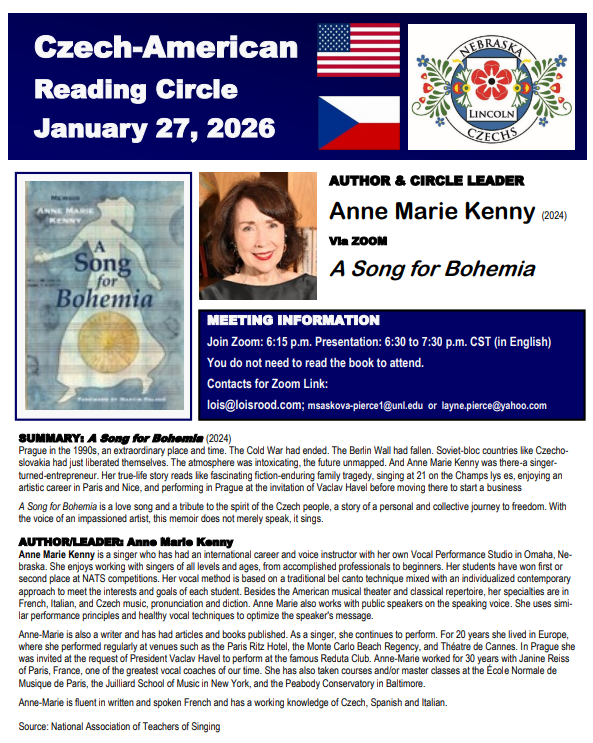 Czech-American
Reading Circle
January 27, 2026
NEBRASKA
LINCOLN
CZECHS
MEMOIR
ANNE MARIE
KENNY
A
Song
for
Bohemia
FOREWORD BY MARTIN PALOUŠ
AUTHOR & CIRCLE LEADER
Anne Marie Kenny (2024)
Via ZOOM
A Song for Bohemia
MEETING INFORMATION
Join Zoom: 6:15 p.m. Presentation: 6:30 to 7:30 p.m. CST (in English)
You do not need to read the book to attend.
Contacts for Zoom Link:
lois@loisrood.com; msaskova-pierce1@unl.edu or layne.pierce@yahoo.com
SUMMARY: A Song for Bohemia (2024)
Prague in the 1990s, an extraordinary place and time. The Cold War had ended. The Berlin Wall had fallen. Soviet-bloc countries like Czecho-
slovakia had just liberated themselves. The atmosphere was intoxicating, the future unmapped. And Anne Marie Kenny was there-a singer-
turned-entrepreneur. Her true-life story reads like fascinating fiction-enduring family tragedy, singing at 21 on the Champs lys es, enjoying an
artistic career in Paris and Nice, and performing in Prague at the invitation of Vaclav Havel before moving there to start a business
A Song for Bohemia is a love song and a tribute to the spirit of the Czech people, a story of a personal and collective journey to freedom. With
the voice of an impassioned artist, this memoir does not merely speak, it sings.
AUTHOR/LEADER: Anne Marie Kenny
Anne Marie Kenny is a singer who has had an international career and voice instructor with her own Vocal Performance Studio in Omaha, Ne-
braska. She enjoys working with singers of all levels and ages, from accomplished professionals to beginners. Her students have won first or
second place at NATS competitions. Her vocal method is based on a traditional bel canto technique mixed with an individualized contemporary
approach to meet the interests and goals of each student. Besides the American musical theater and classical repertoire, her specialties are in
French, Italian, and Czech music, pronunciation and diction. Anne Marie also works with public speakers on the speaking voice. She uses simi-
lar performance principles and healthy vocal techniques to optimize the speaker's message.
Anne-Marie is also a writer and has had articles and books published. As a singer, she continues to perform. For 20 years she lived in Europe,
where she performed regularly at venues such as the Paris Ritz Hotel, the Monte Carlo Beach Regency, and Théatre de Cannes. In Prague she
was invited at the request of President Vaclav Havel to perform at the famous Reduta Club. Anne-Marie worked for 30 years with Janine Reiss
of Paris, France, one of the greatest vocal coaches of our time. She has also taken courses and/or master classes at the École Normale de
Musique de Paris, the Juilliard School of Music in New York, and the Peabody Conservatory in Baltimore.
Anne-Marie is fluent in written and spoken French and has a working knowledge of Czech, Spanish and Italian.
Source: National Association of Teachers of Singing